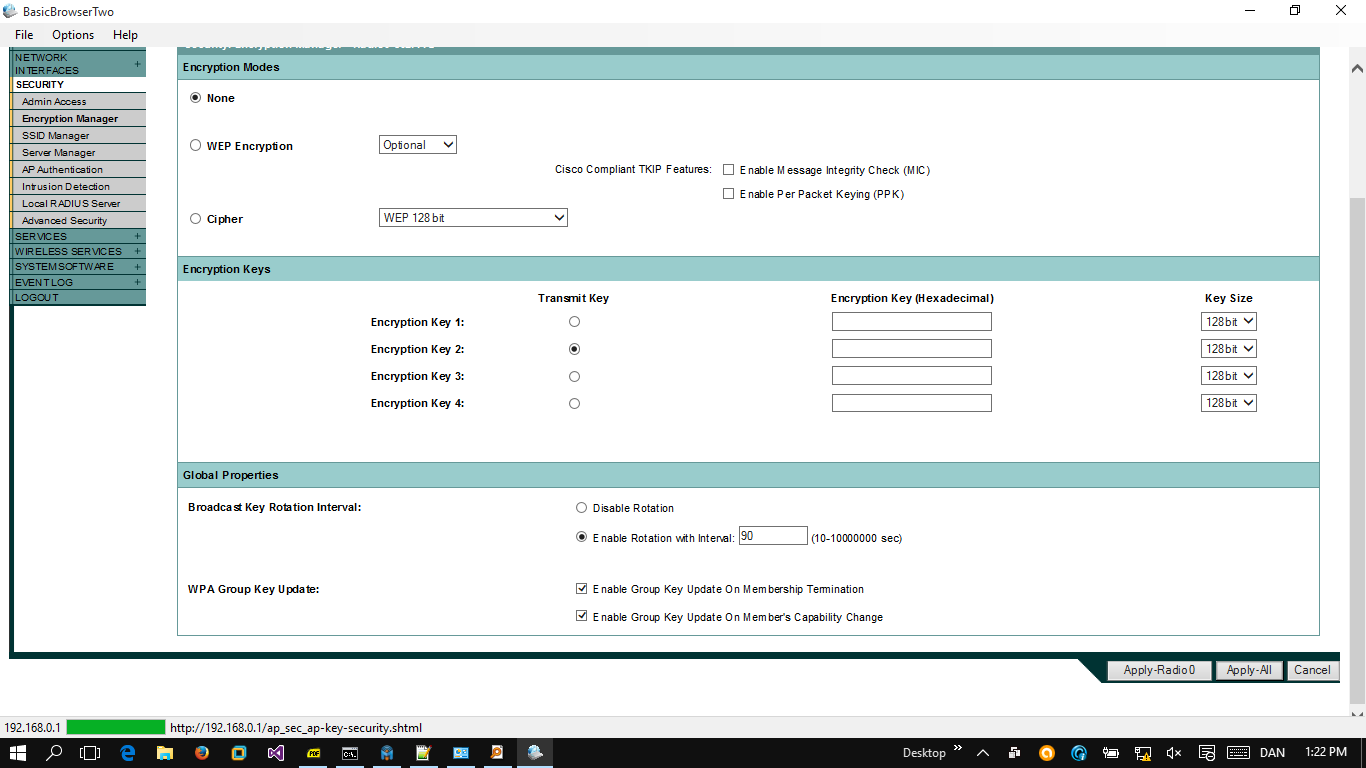 BasicBrowserTwo
File Options Help
NETWORK
INTERFACES +
SECURITY
Admin Access
Encryption Manager
SSID Manager
Server Manager
AP Authentication
Intrusion Detection
Local RADIUS Server
Advanced Security
SERVICES +
WIRELESS SERVICES +
SYSTEM SOFTWARE +
EVENT LOG +
LOGOUT
Encryption Modes
None
WEP Encryption Optional
Cisco Compliant TKIP Features: Enable Message Integrity Check (MIC)
Enable Per Packet Keying (PPK)
Cipher WEP 128 bit
Encryption Keys
Transmit Key Encryption Key (Hexadecimal) Key Size
Encryption Key 1: 128 bit
Encryption Key 2: 128 bit
Encryption Key 3: 128 bit
Encryption Key 4: 128 bit
Global Properties
Broadcast Key Rotation Interval: Disable Rotation
Enable Rotation with Interval: 90 (10-10000000 sec)
WPA Group Key Update: Enable Group Key Update On Membership Termination
Enable Group Key Update On Member's Capability Change
Apply-Radio0 Apply-All Cancel
192.168.0.1 http://192.168.0.1/ap_sec_ap-key-security.shtml
Desktop DAN 1:22 PM